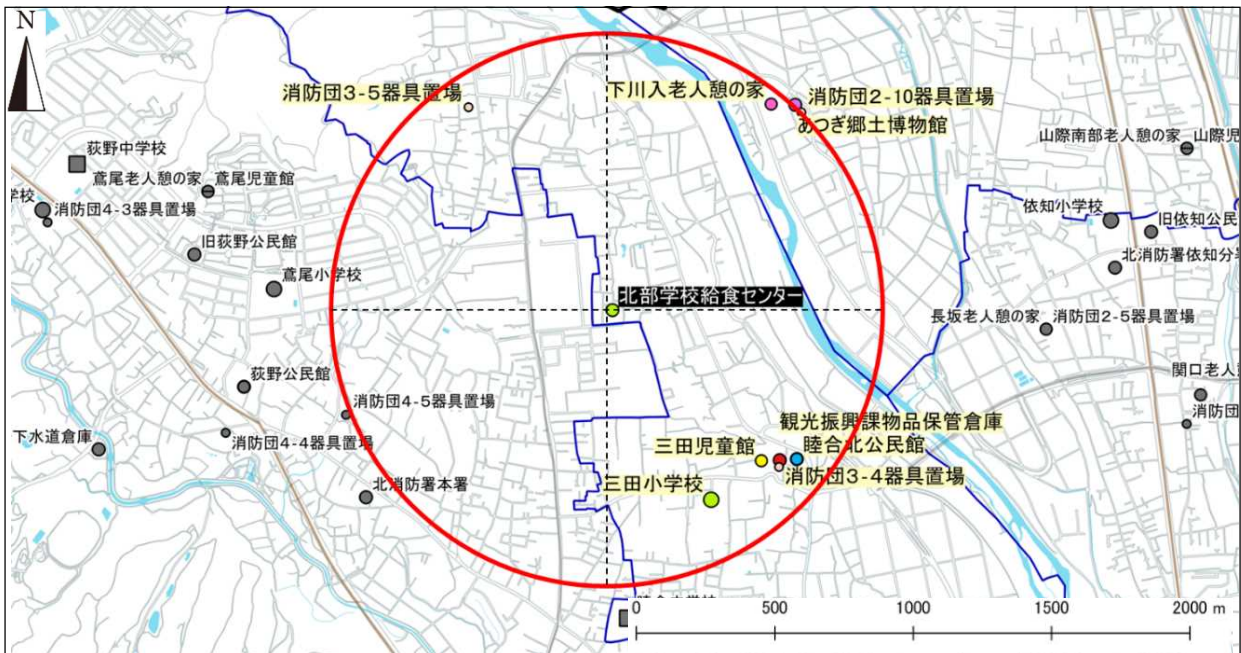 N
消防団3-5器具置場
下川入老人憩の家
消防団2-10器具置場
あつぎ郷土博物館
山際南部老人憩の家
山際児
荻野中学校
鳶尾老人憩の家
鳶尾児童館
学校
消防団4-3器具置場
依知小学校
旧依知公民
旧荻野公民館
北消防署依知分署
鳶尾小学校
北部学校給食センター
長坂老人憩の家
消防団2-5器具置場
関口老人
荻野公民館
消防団4-5器具置場
観光振興課物品保管倉庫
消防団
下水道倉庫
消防団4-4器具置場
三田児童館
睦合北公民館
消防団3-4器具置場
三田小学校
北消防署本署
0
500
1000
1500
2000 m